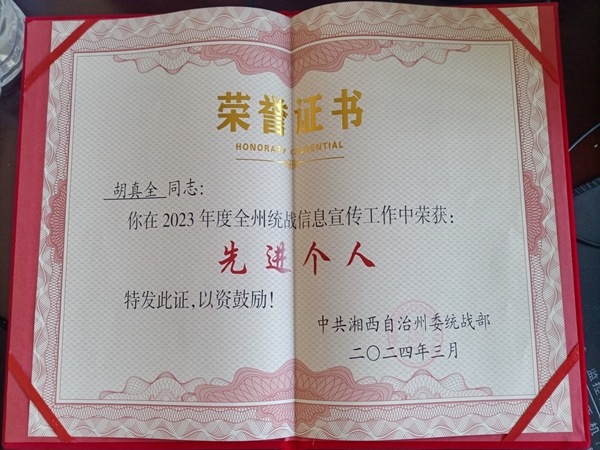 荣誉证书
HONORARY CREDENTIAL
胡真全 同志:
你在2023年度全州统战信息宣传工作中荣获:
先进个人
特发此证,以资鼓励!
中共湘西自治州委统战部
二〇二四年三月